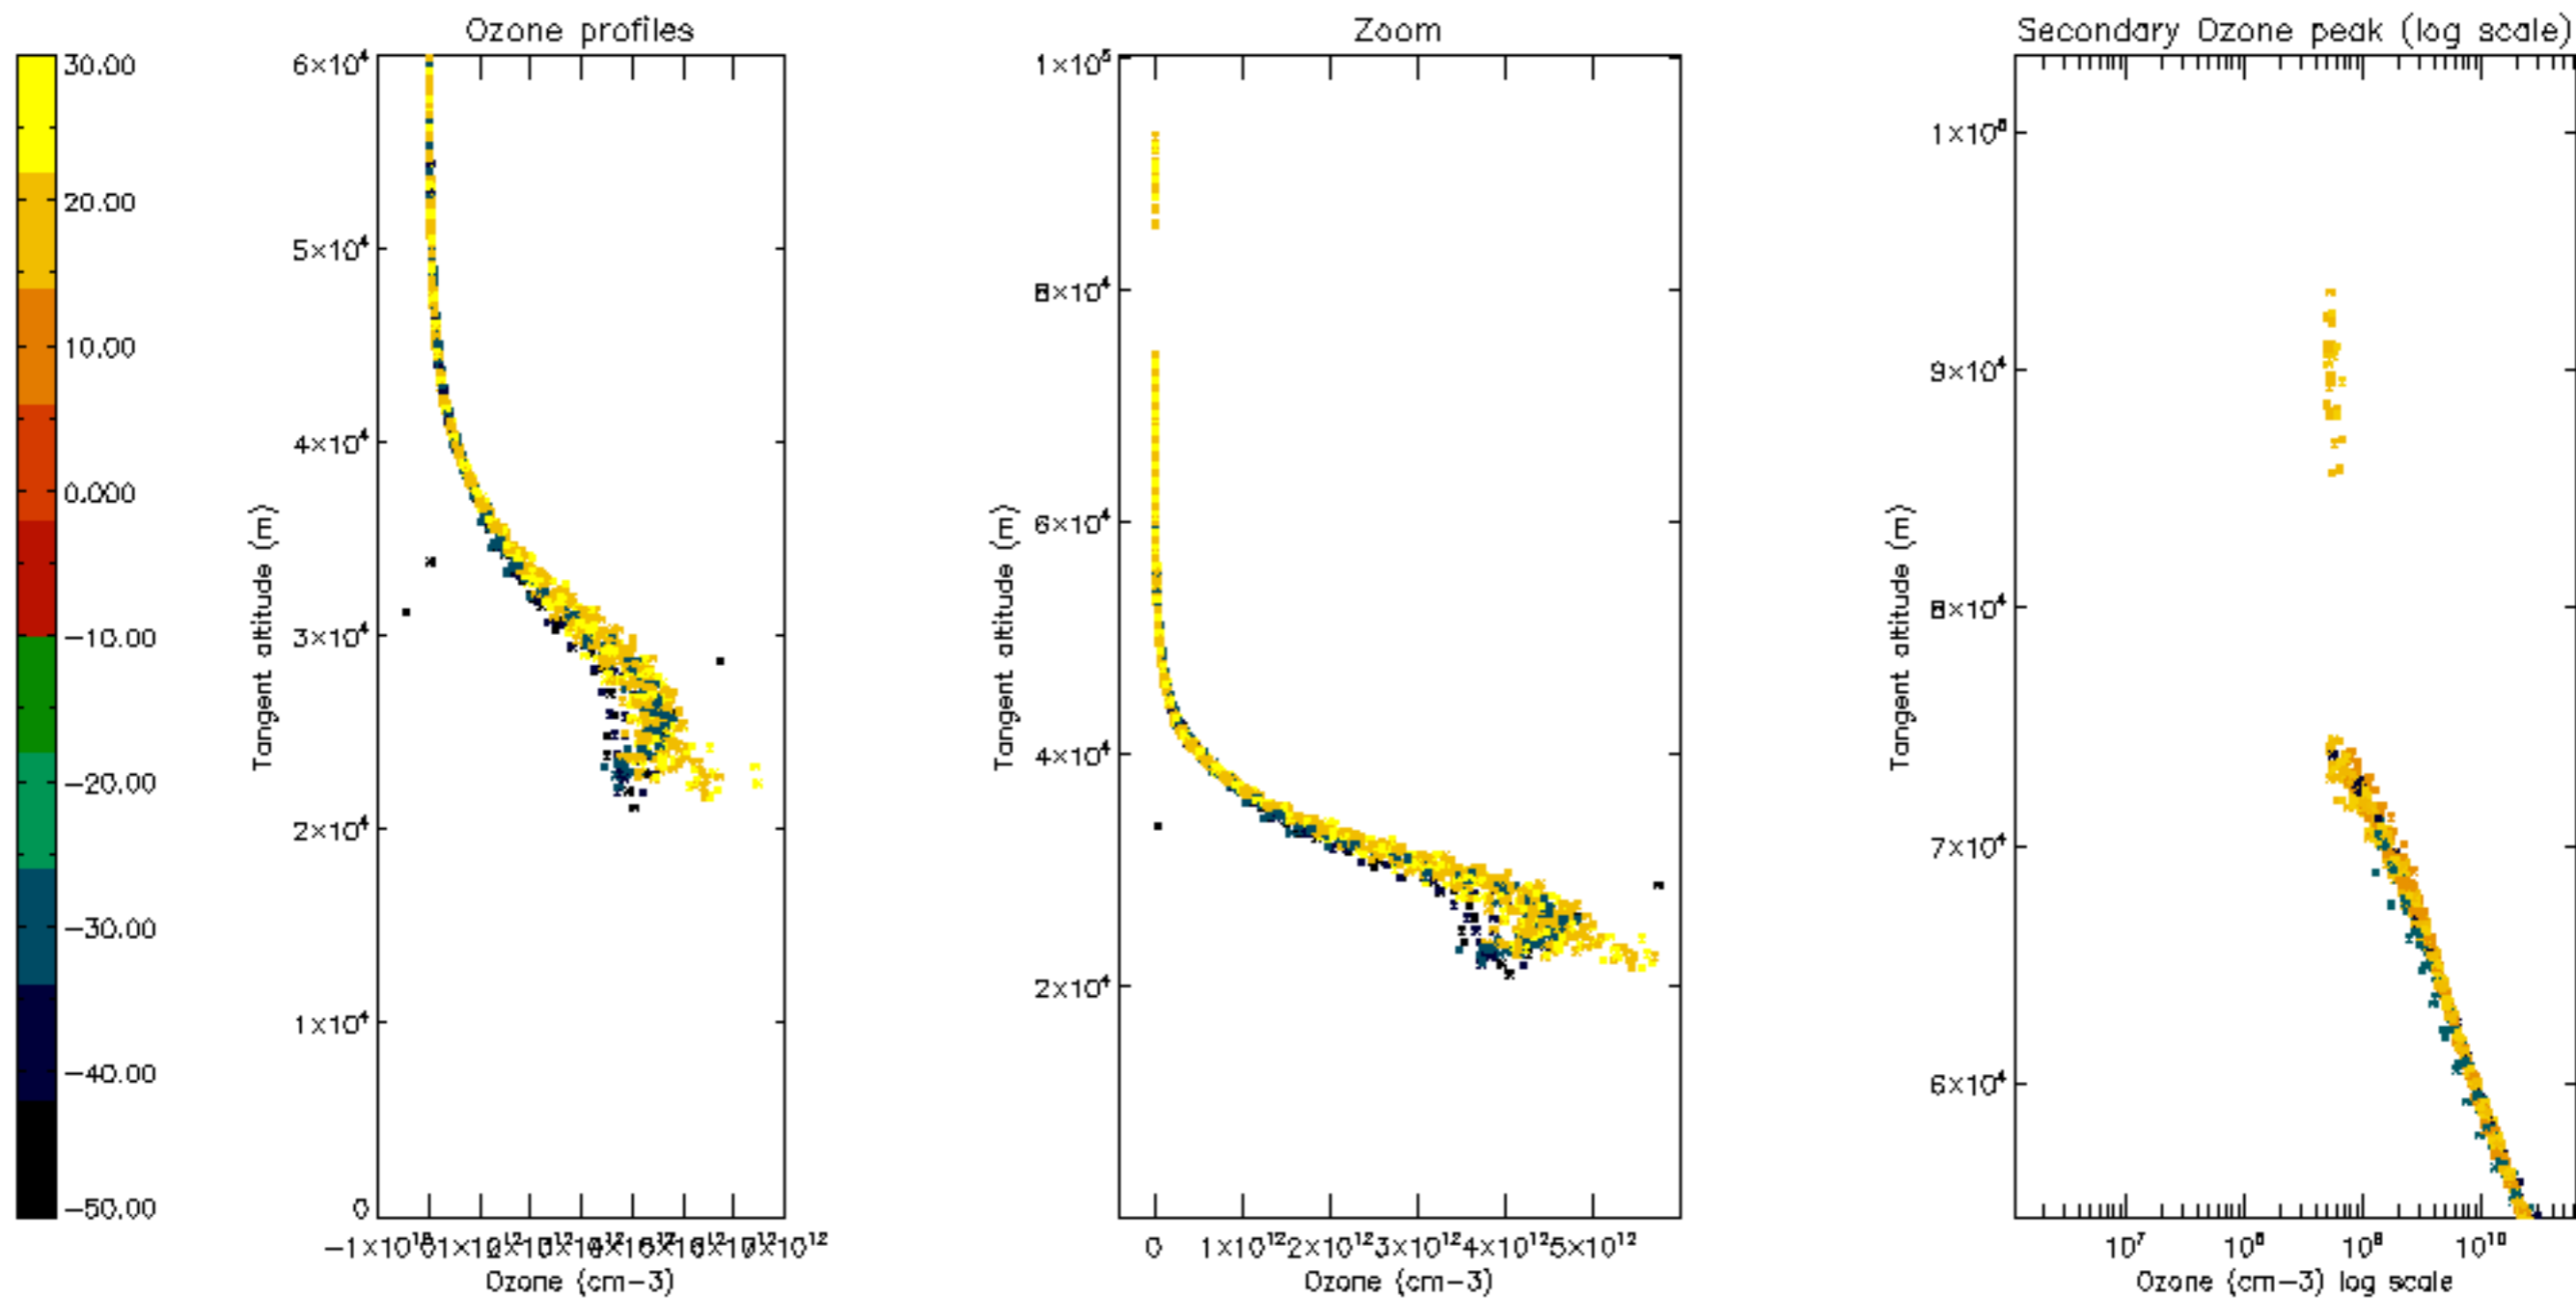 Ozone profiles
Zoom
Secondary Ozone peak (log scale)
30.00
20.00
10.00
0.000
−10.00
−20.00
−30.00
−40.00
−50.00
6×10⁴
5×10⁴
4×10⁴
3×10⁴
2×10⁴
1×10⁴
0
Tangent altitude (m)
Ozone (cm−3)
1×10⁵
8×10⁴
6×10⁴
4×10⁴
2×10⁴
Tangent altitude (m)
0 1×10¹² 2×10¹² 3×10¹² 4×10¹² 5×10¹²
Ozone (cm−3)
9×10⁴
8×10⁴
7×10⁴
6×10⁴
Tangent altitude (m)
10⁷ 10⁸ 10⁹ 10¹⁰
Ozone (cm−3) log scale